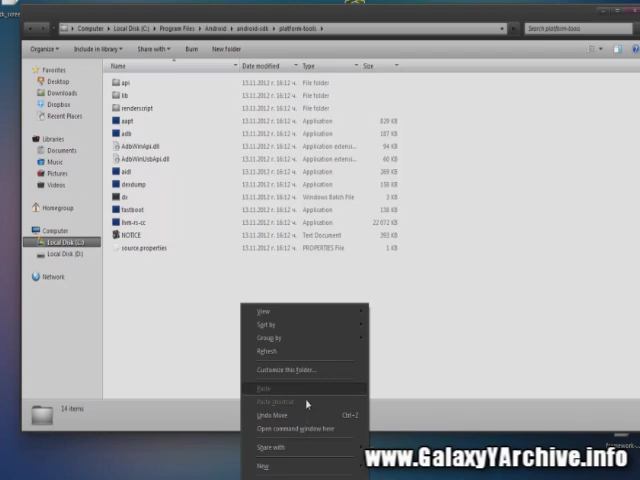 Computer ▸ Local Disk (C:) ▸ Program Files ▸ Android ▸ android-sdk ▸ platform-tools ▸
Search platform-tools
Organize Include in library Share with Burn New folder
Name Date modified Type Size
Favorites
Desktop
Downloads
Dropbox
Recent Places
Libraries
Documents
Music
Pictures
Videos
Homegroup
Computer
Local Disk (C:)
Local Disk (D:)
Network
api 13.11.2012 г. 16:12 ч. File folder
lib 13.11.2012 г. 16:12 ч. File folder
renderscript 13.11.2012 г. 16:12 ч. File folder
aapt 13.11.2012 г. 16:12 ч. Application 829 KB
adb 13.11.2012 г. 16:12 ч. Application 187 KB
AdbWinApi.dll 13.11.2012 г. 16:12 ч. Application extens... 94 KB
AdbWinUsbApi.dll 13.11.2012 г. 16:12 ч. Application extens... 60 KB
aidl 13.11.2012 г. 16:12 ч. Application 269 KB
dexdump 13.11.2012 г. 16:12 ч. Application 158 KB
dx 13.11.2012 г. 16:12 ч. Windows Batch File 3 KB
fastboot 13.11.2012 г. 16:12 ч. Application 138 KB
llvm-rs-cc 13.11.2012 г. 16:12 ч. Application KB
NOTICE 13.11.2012 г. 16:12 ч. Text Document 393 KB
source.properties 13.11.2012 г. 16:12 ч. PROPERTIES File 1 KB
View
Sort by
Group by
Refresh
Customize this folder...
Paste
Paste shortcut
Undo Move Ctrl+Z
Open command window here
Share with
New
14 items
www.GalaxyYArchive.info